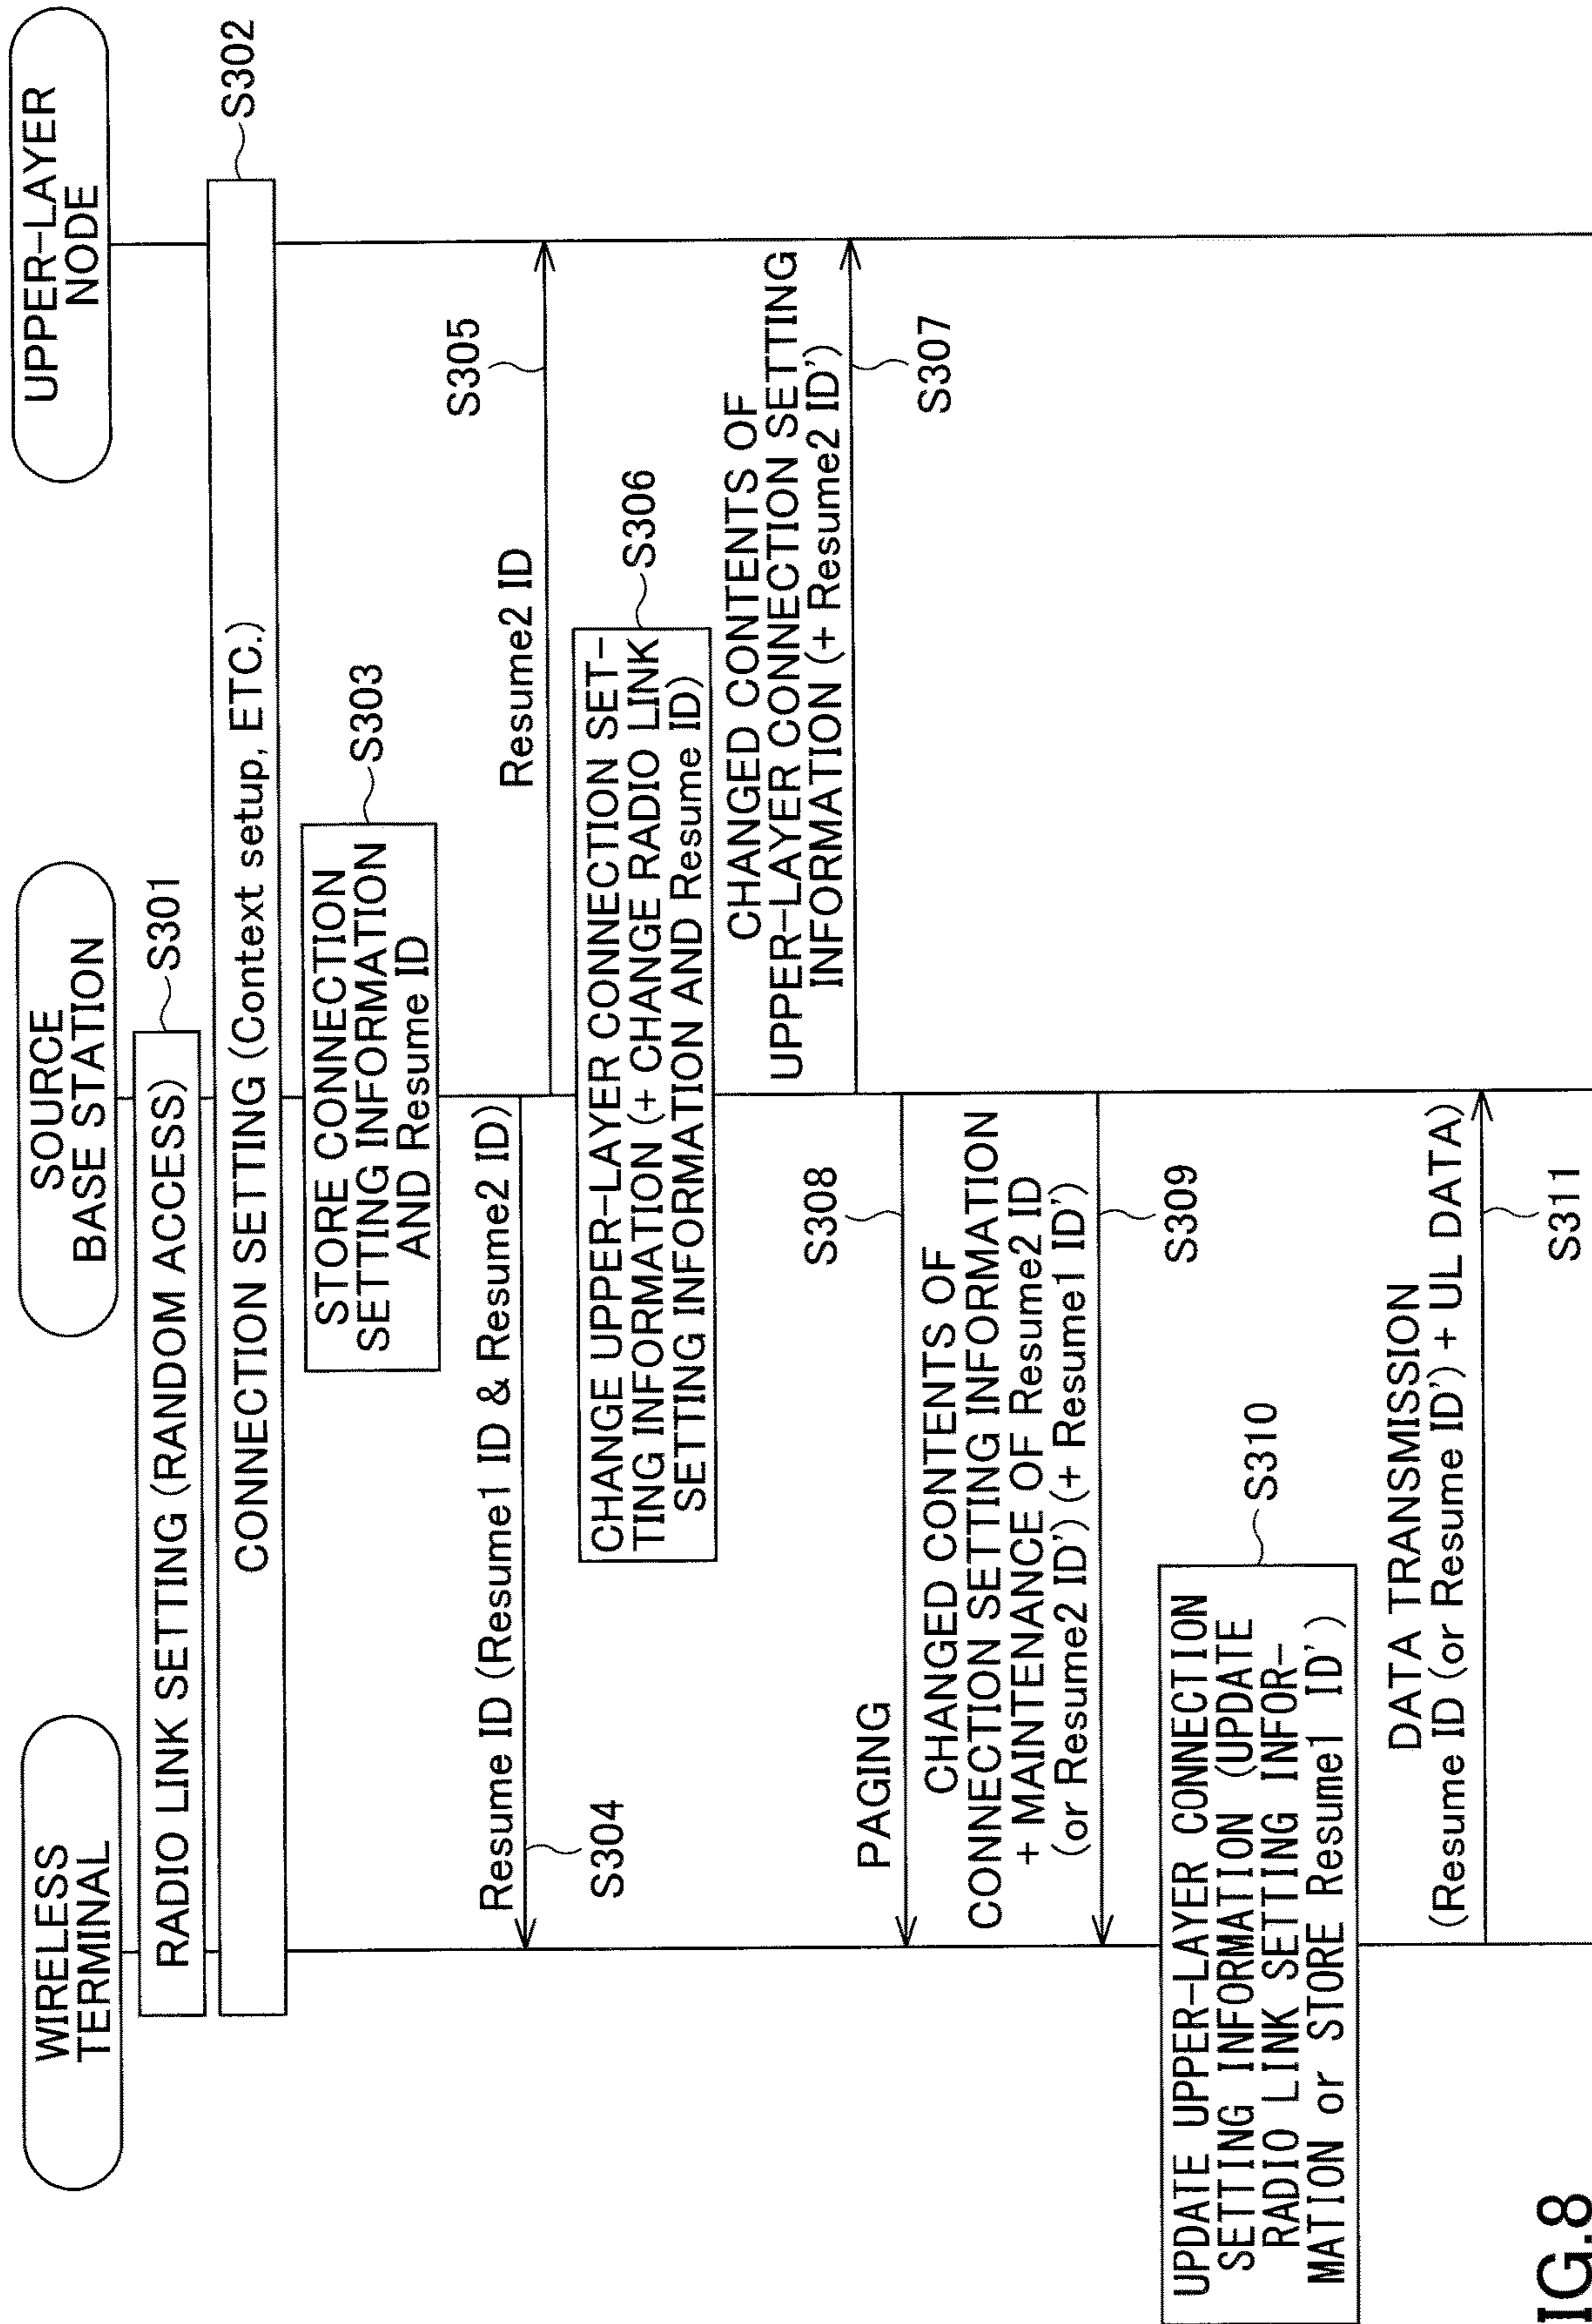 WIRELESS
TERMINAL
SOURCE
BASE STATION
UPPER-LAYER
NODE
RADIO LINK SETTING (RANDOM ACCESS)
S301
CONNECTION SETTING (Context setup, ETC.)
S302
STORE CONNECTION
SETTING INFORMATION
AND Resume ID
S303
Resume ID (Resume1 ID & Resume2 ID)
S304
Resume2 ID
S305
CHANGE UPPER-LAYER CONNECTION SET-
TING INFORMATION (+ CHANGE RADIO LINK
SETTING INFORMATION AND Resume ID)
S306
CHANGED CONTENTS OF
UPPER-LAYER CONNECTION SETTING
INFORMATION (+ Resume2 ID')
S307
PAGING
S308
CHANGED CONTENTS OF
CONNECTION SETTING INFORMATION
+ MAINTENANCE OF Resume2 ID
(or Resume2 ID') (+ Resume1 ID')
S309
UPDATE UPPER-LAYER CONNECTION
SETTING INFORMATION (UPDATE
RADIO LINK SETTING INFOR-
MATION or STORE Resume1 ID')
S310
DATA TRANSMISSION
(Resume ID (or Resume ID') + UL DATA)
S311
IG.8